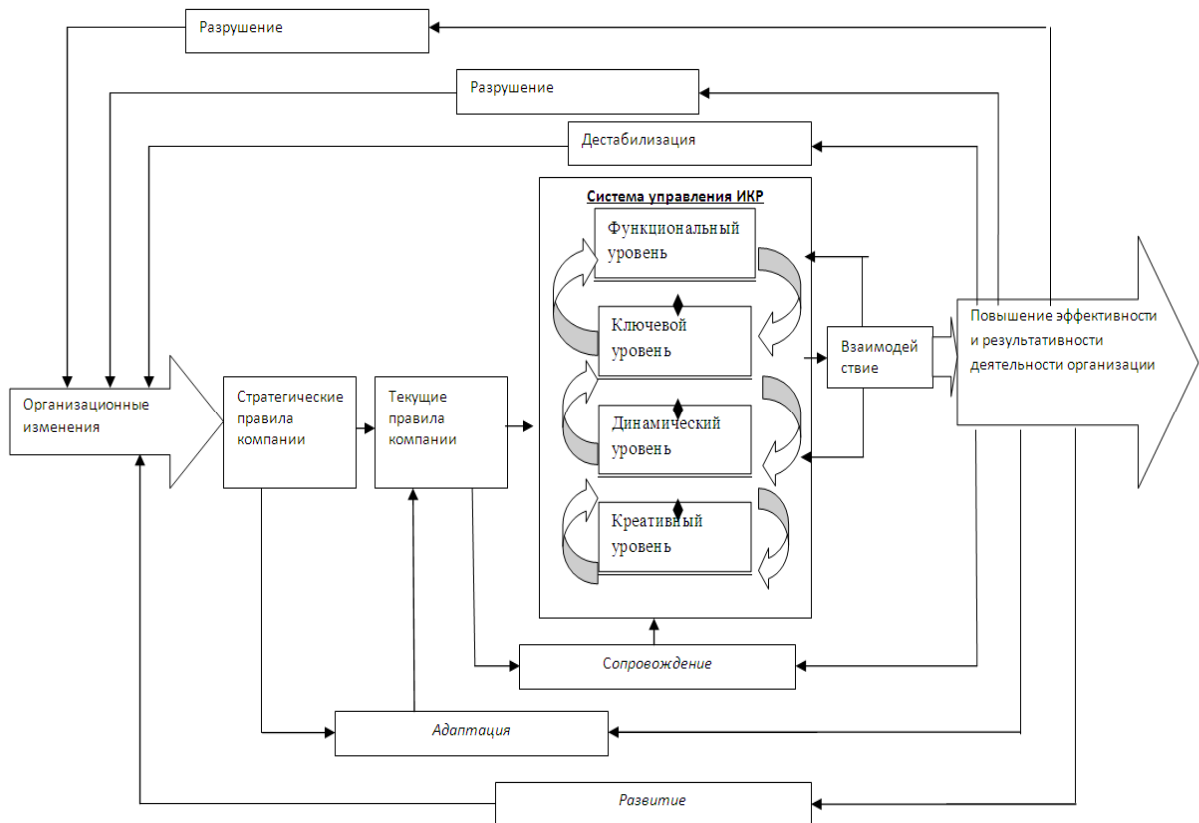 Разрушение
Разрушение
Дестабилизация
Система управления ИКР
Функциональный
уровень
Ключевой
уровень
Динамический
уровень
Креативный
уровень
Организационные
изменения
Стратегические
правила
компании
Текущие
правила
компании
Взаимодей
ствие
Повышение эффективности
и результативности
деятельности организации
Сопровождение
Адаптация
Развитие